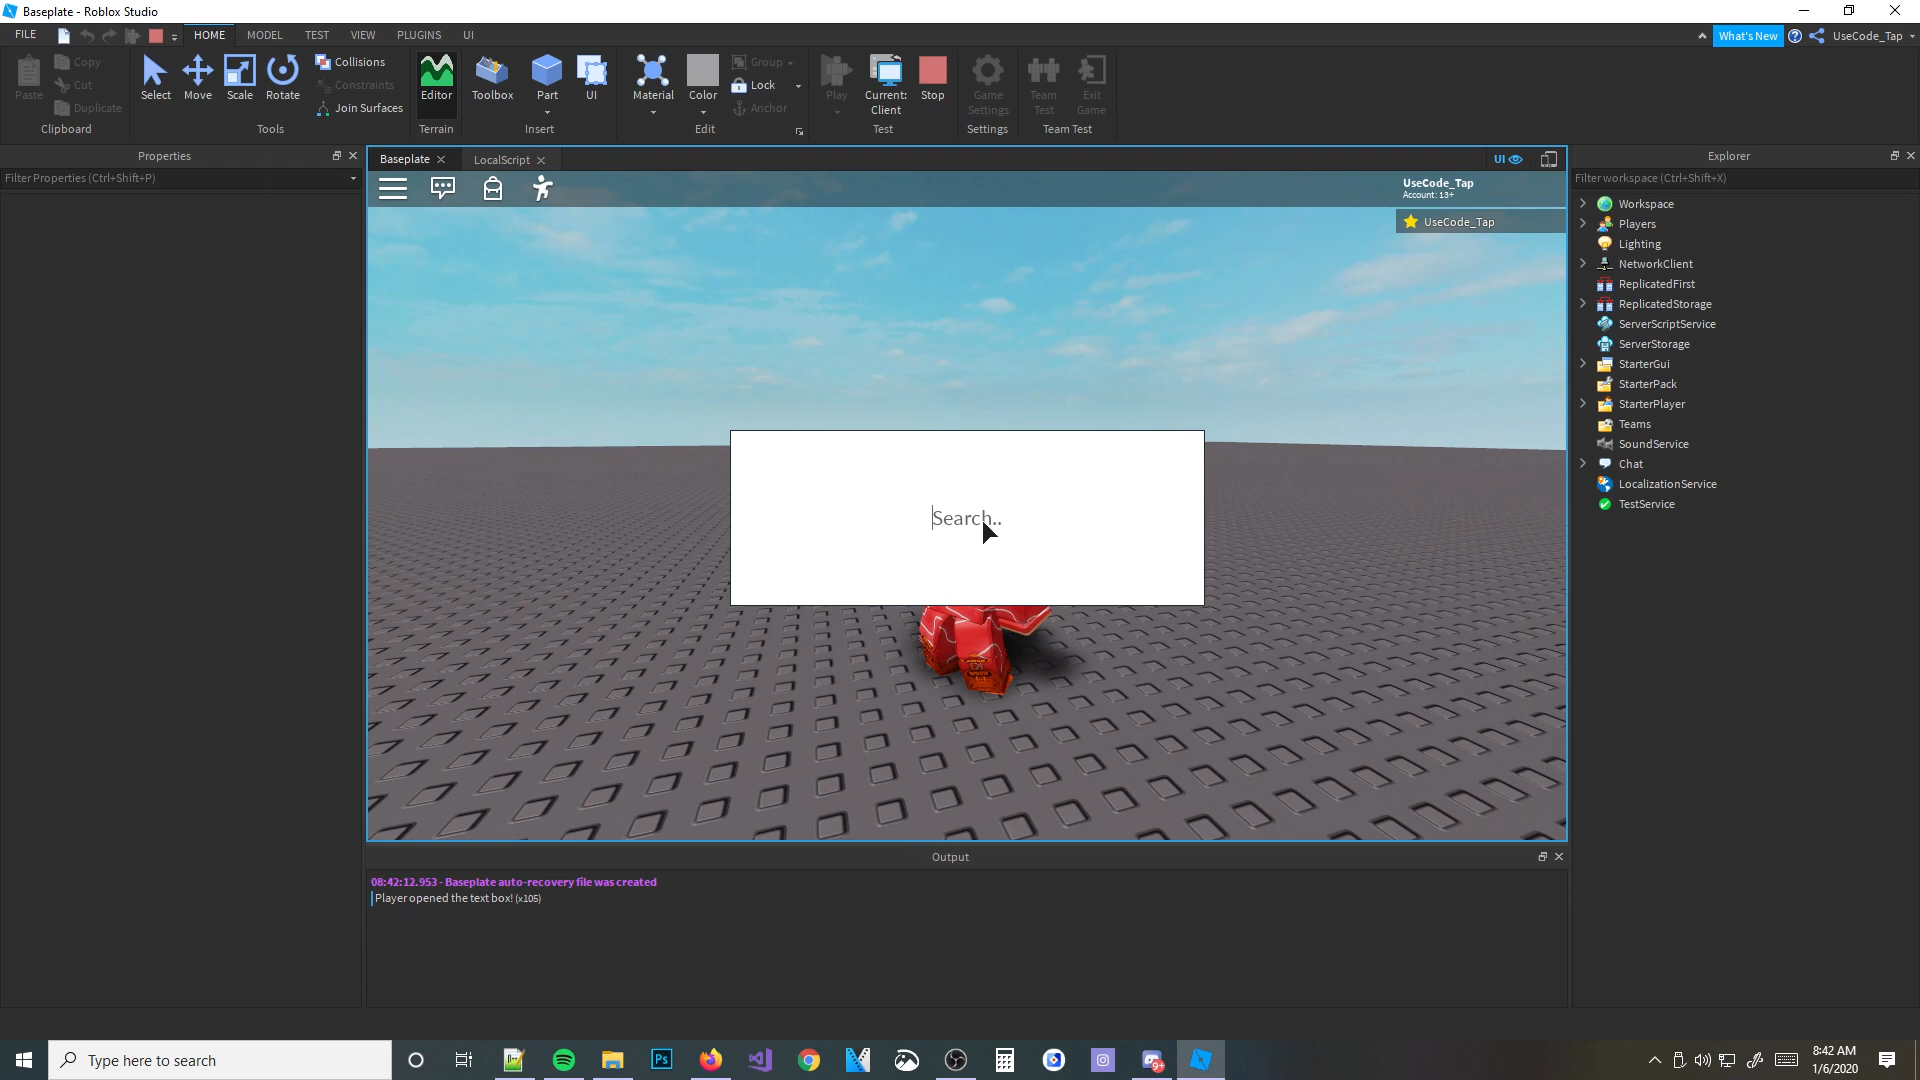 Baseplate - Roblox Studio
FILE HOME MODEL TEST VIEW PLUGINS UI What's New UseCode_Tap
Paste Copy Cut Duplicate Clipboard
Select Move Scale Rotate Collisions Constraints Join Surfaces Tools
Editor Terrain
Toolbox Part UI Insert
Material Color Group Lock Anchor Edit
Play Current: Client Stop Test
Game Settings Settings
Team Test Exit Game Team Test
Properties
Filter Properties (Ctrl+Shift+P)
Baseplate LocalScript UI
UseCode_Tap
Account: 13+
UseCode_Tap
Search..
Output
08:42:12.953 - Baseplate auto-recovery file was created
Player opened the text box! (x105)
Explorer
Filter workspace (Ctrl+Shift+X)
Workspace
Players
Lighting
NetworkClient
ReplicatedFirst
ReplicatedStorage
ServerScriptService
ServerStorage
StarterGui
StarterPack
StarterPlayer
Teams
SoundService
Chat
LocalizationService
TestService
Type here to search
Ps
9+
8:42 AM
1/6/2020